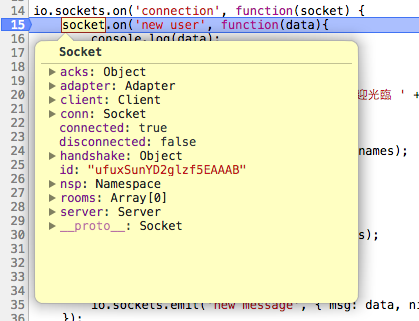 14 io.sockets.on('connection', function(socket) {
15 socket.on('new user', function(data){
16 console.log(data);
17
18
19
20 迎光臨 ' +
21
22
23
24 names);
25
26
27
28
29
30 s);
31
32
33
34
35 io.sockets.emit('new message', { msg: data, ni
36 });
Socket
acks: Object
adapter: Adapter
client: Client
conn: Socket
connected: true
disconnected: false
handshake: Object
id: "ufuxSunYD2glzf5EAAAB"
nsp: Namespace
rooms: Array[0]
server: Server
__proto__: Socket